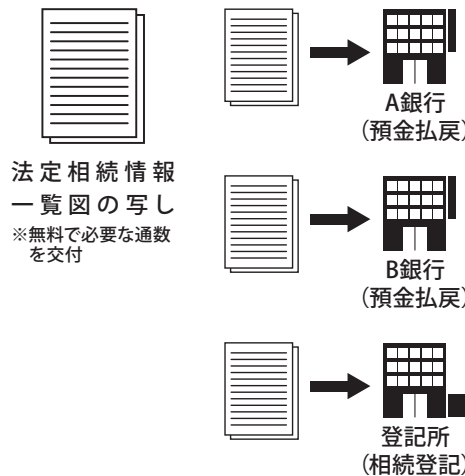 法定相続情報
一覧図の写し
※無料で必要な通数
を交付
A銀行
（預金払戻）
B銀行
（預金払戻）
登記所
（相続登記）